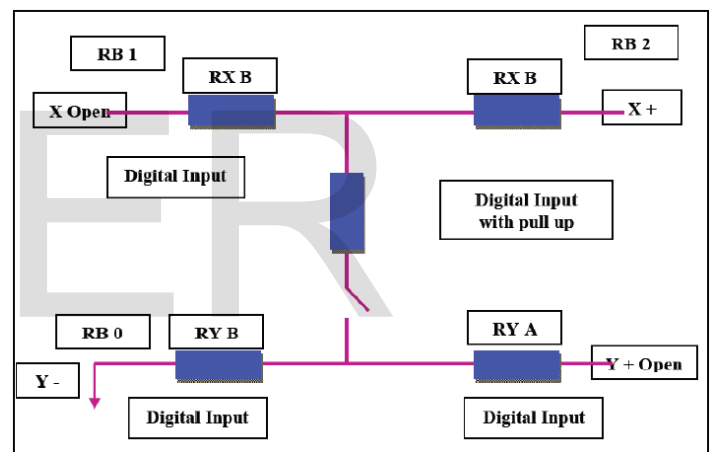 RB 1
RB 2
RX B
RX B
X Open
X +
Digital Input
Digital Input
with pull up
RB 0
RY B
RY A
Y -
Y + Open
Digital Input
Digital Input
ER